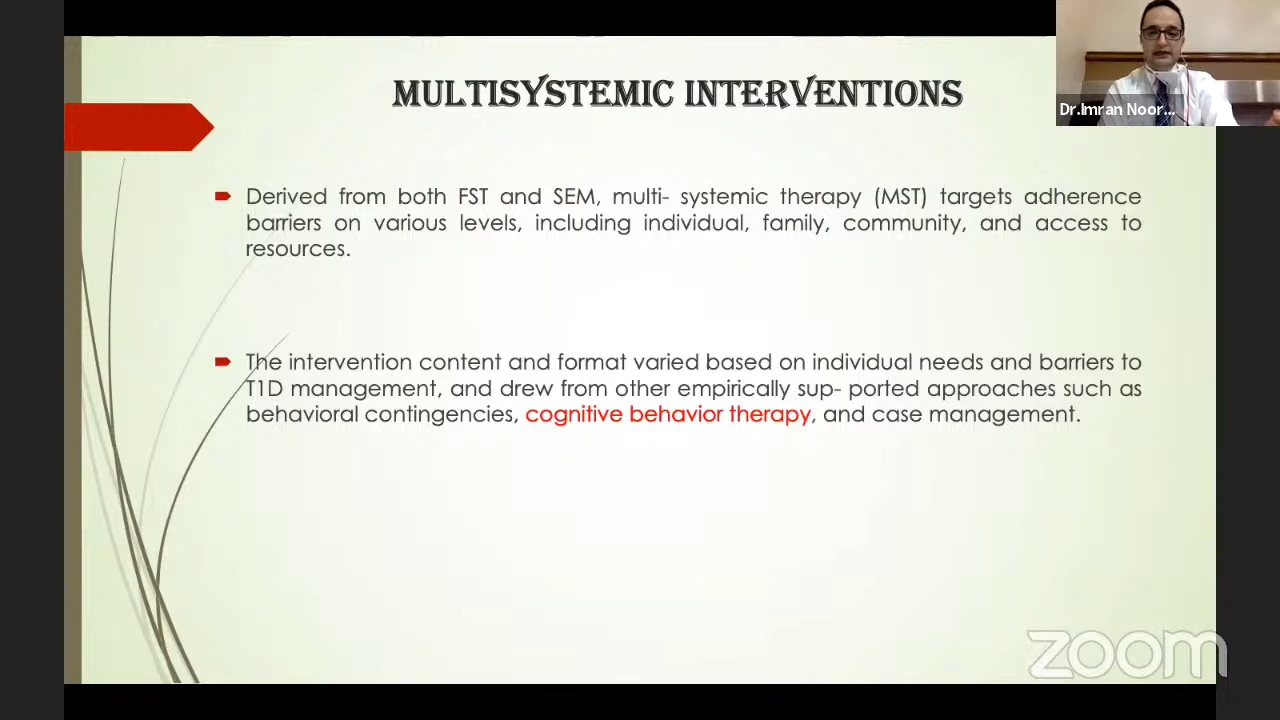 MULTISYSTEMIC INTERVENTIONS
Dr.Imran Noor...
Derived from both FST and SEM, multi- systemic therapy (MST) targets adherence
barriers on various levels, including individual, family, community, and access to
resources.
The intervention content and format varied based on individual needs and barriers to
T1D management, and drew from other empirically sup- ported approaches such as
behavioral contingencies, cognitive behavior therapy, and case management.
zoom